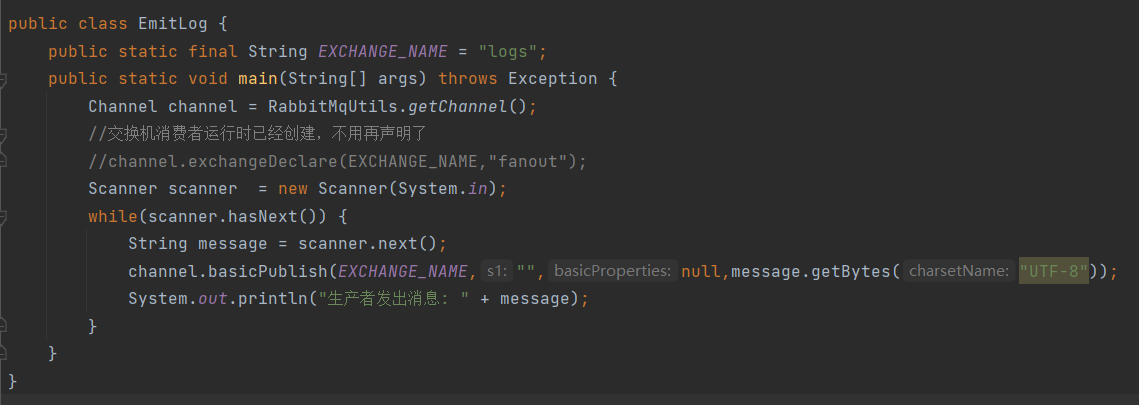 public class EmitLog {
    public static final String EXCHANGE_NAME = "logs";
    public static void main(String[] args) throws Exception {
        Channel channel = RabbitMqUtils.getChannel();
        //交换机消费者运行时已经创建，不用再声明了
        //channel.exchangeDeclare(EXCHANGE_NAME,"fanout");
        Scanner scanner  = new Scanner(System.in);
        while(scanner.hasNext()) {
            String message = scanner.next();
            channel.basicPublish(EXCHANGE_NAME, s1: "", basicProperties: null,message.getBytes( charsetName: "UTF-8"));
            System.out.println("生产者发出消息: " + message);
        }
    }
}